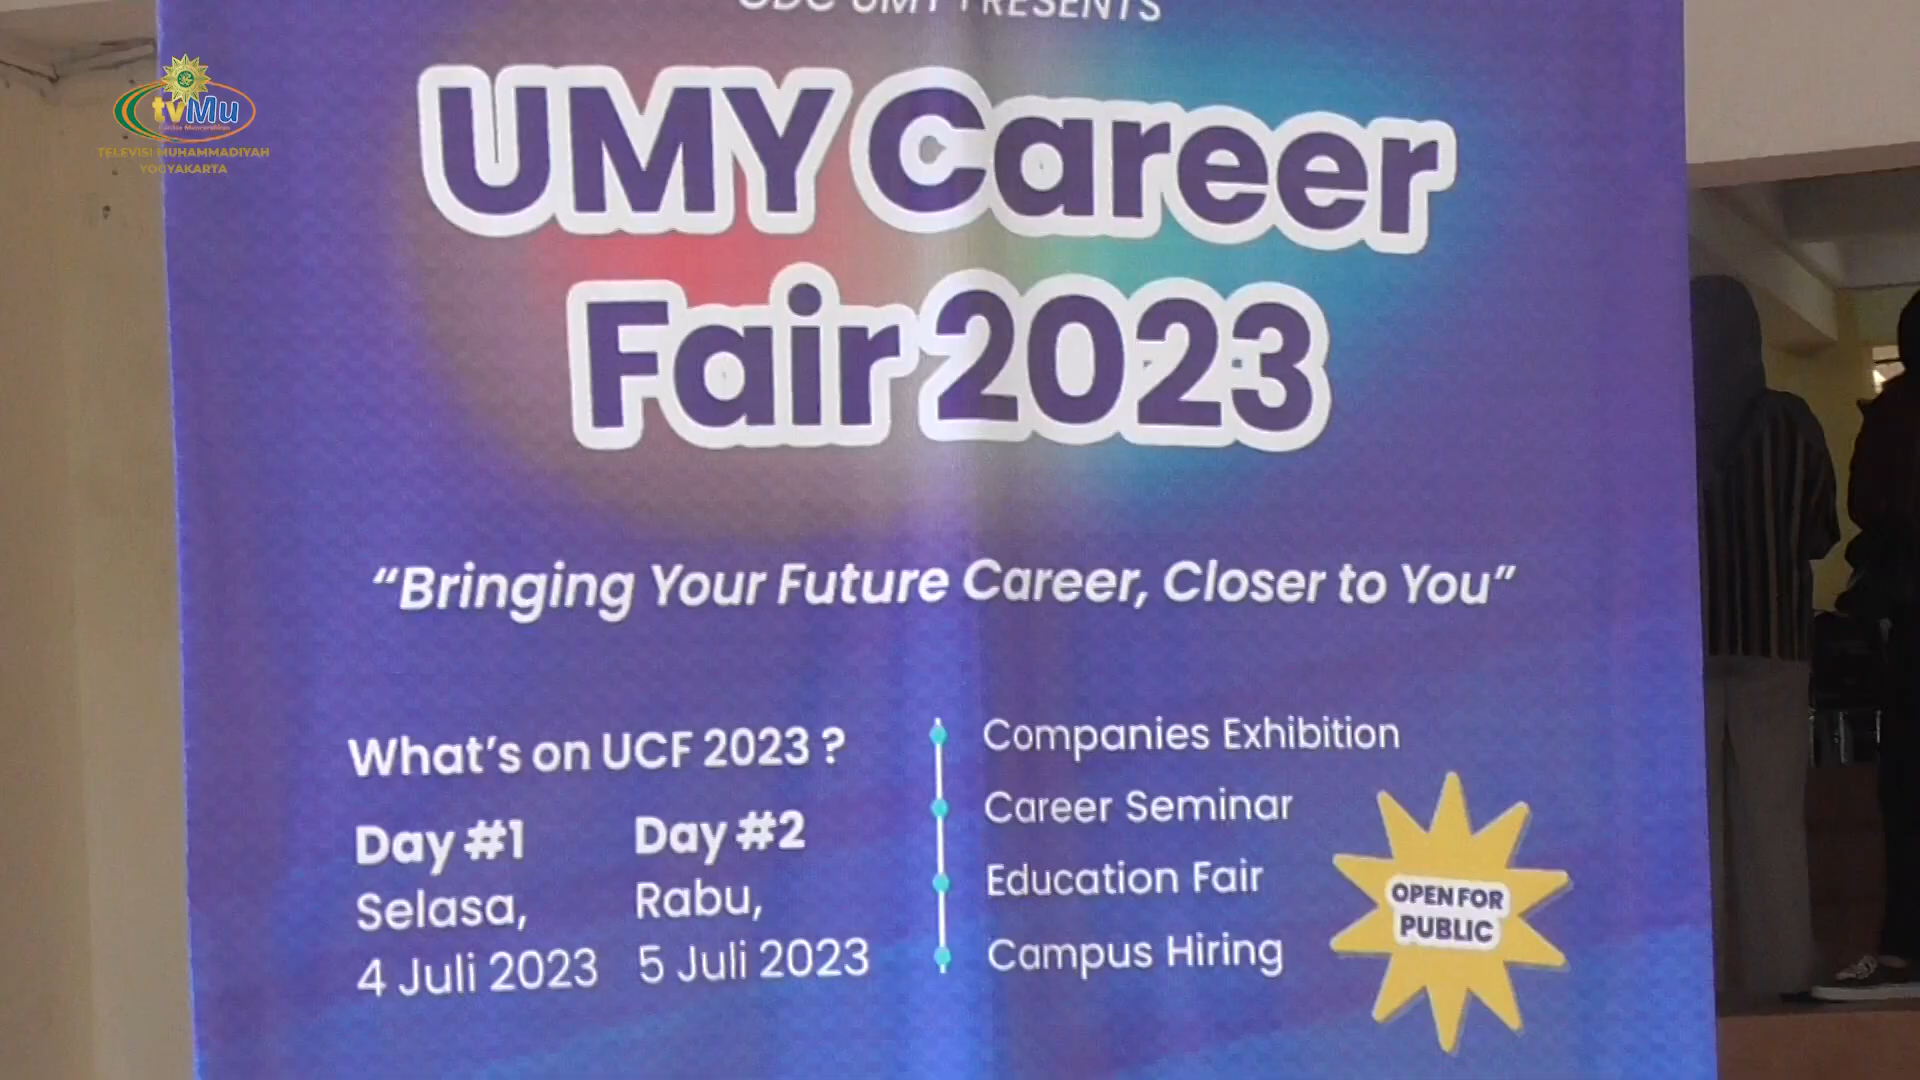 UMY PRESENTS
UMY Career
Fair 2023
“Bringing Your Future Career, Closer to You”
What's on UCF 2023 ?
Day #1
Selasa,
4 Juli 2023
Day #2
Rabu,
5 Juli 2023
Companies Exhibition
Career Seminar
Education Fair
Campus Hiring
OPEN FOR
PUBLIC
tvMu
TELEVISI MUHAMMADIYAH
YOGYAKARTA